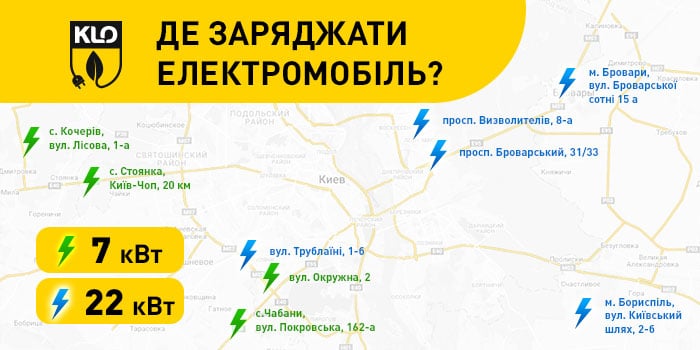 KLO
ДЕ ЗАРЯДЖАТИ
ЕЛЕКТРОМОБІЛЬ?
м. Бровари,
вул. Броварської
сотні 15 а
просп. Визволителів, 8-а
просп. Броварський, 31/33
с. Кочерів,
вул. Лісова, 1-а
с. Стоянка,
Київ-Чоп, 20 км
Киев
7 кВт
22 кВт
вул. Трублаїні, 1-б
вул. Окружна, 2
с.Чабани,
вул. Покровська, 162-а
м. Бориспіль,
вул. Київський
шлях, 2-б